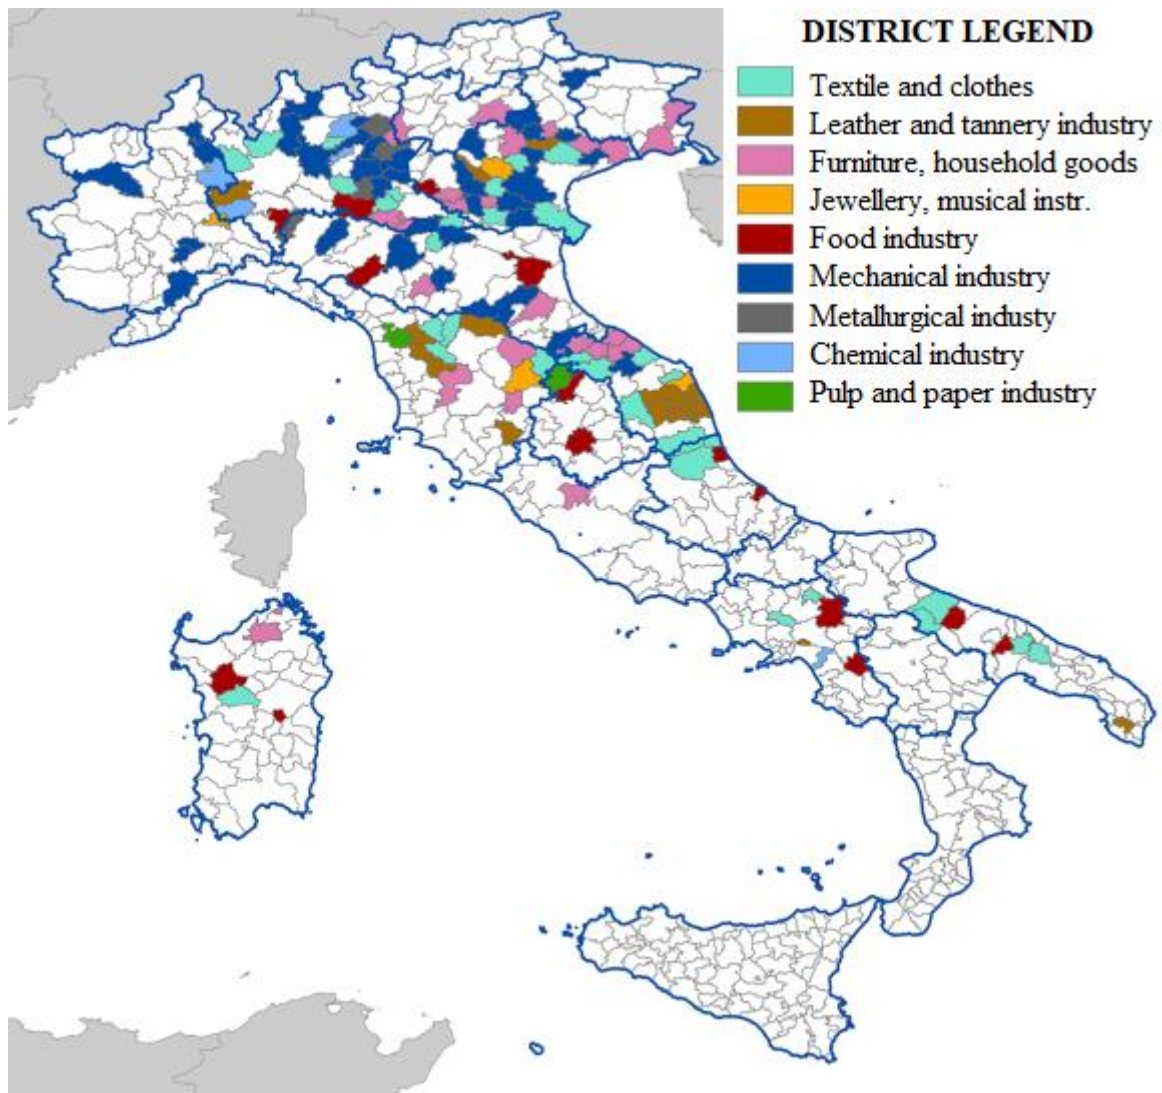 DISTRICT LEGEND
Textile and clothes
Leather and tannery industry
Furniture, household goods
Jewellery, musical instr.
Food industry
Mechanical industry
Metallurgical industy
Chemical industry
Pulp and paper industry